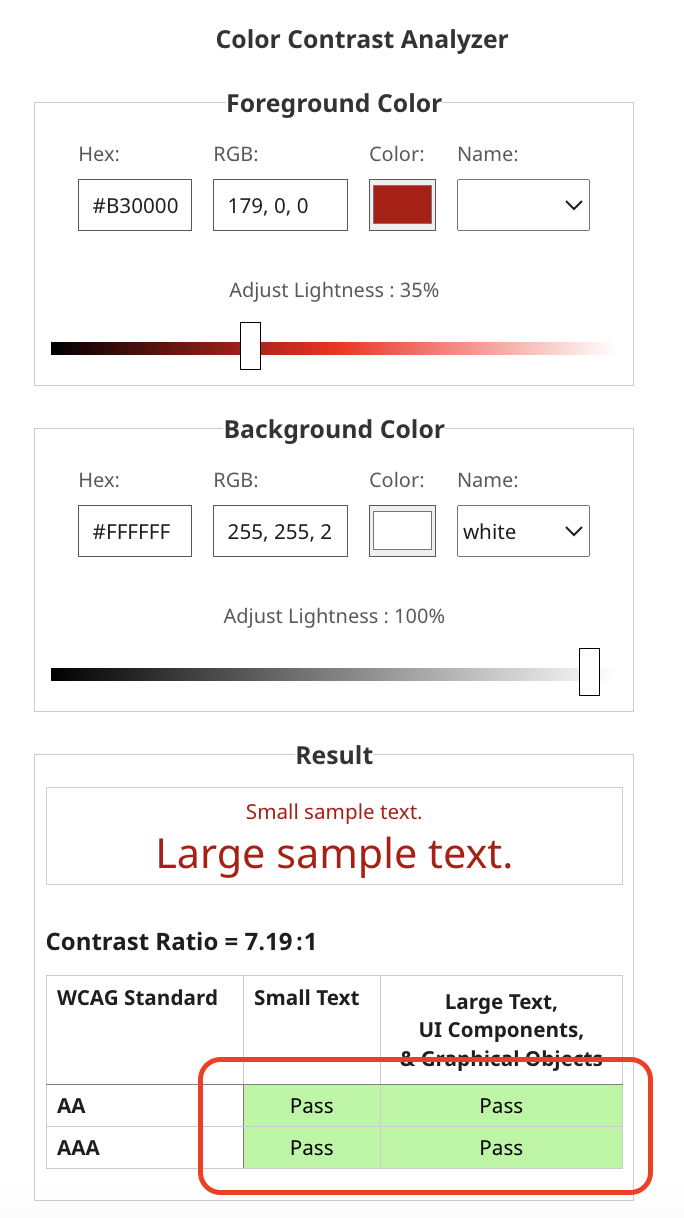 Color Contrast Analyzer
Foreground Color
Hex: RGB: Color: Name:
#B30000 179, 0, 0
Adjust Lightness : 35%
Background Color
Hex: RGB: Color: Name:
#FFFFFF 255, 255, 2 white
Adjust Lightness : 100%
Result
Small sample text.
Large sample text.
Contrast Ratio = 7.19:1
WCAG Standard Small Text Large Text,
UI Components,
& Graphical Objects
AA Pass Pass
AAA Pass Pass